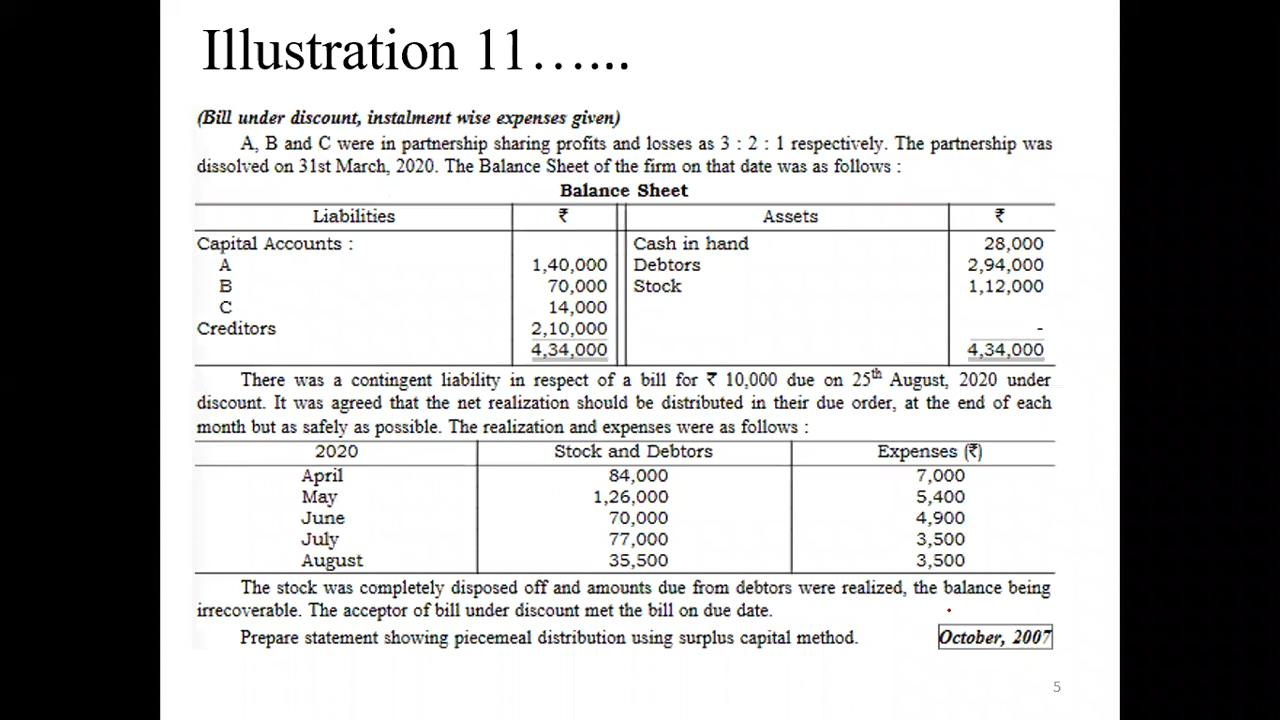 Illustration 11…...
(Bill under discount, instalment wise expenses given)
A, B and C were in partnership sharing profits and losses as 3 : 2 : 1 respectively. The partnership was
dissolved on 31st March, 2020. The Balance Sheet of the firm on that date was as follows :
Balance Sheet
Liabilities ₹ Assets ₹
Capital Accounts : Cash in hand 28,000
A 1,40,000 Debtors 2,94,000
B 70,000 Stock 1,12,000
C 14,000
Creditors 2,10,000 -
4,34,000 4,34,000
There was a contingent liability in respect of a bill for ₹ 10,000 due on 25th August, 2020 under
discount. It was agreed that the net realization should be distributed in their due order, at the end of each
month but as safely as possible. The realization and expenses were as follows :
2020 Stock and Debtors Expenses (₹)
April 84,000 7,000
May 1,26,000 5,400
June 70,000 4,900
July 77,000 3,500
August 35,500 3,500
The stock was completely disposed off and amounts due from debtors were realized, the balance being
irrecoverable. The acceptor of bill under discount met the bill on due date.
Prepare statement showing piecemeal distribution using surplus capital method. October, 2007
5